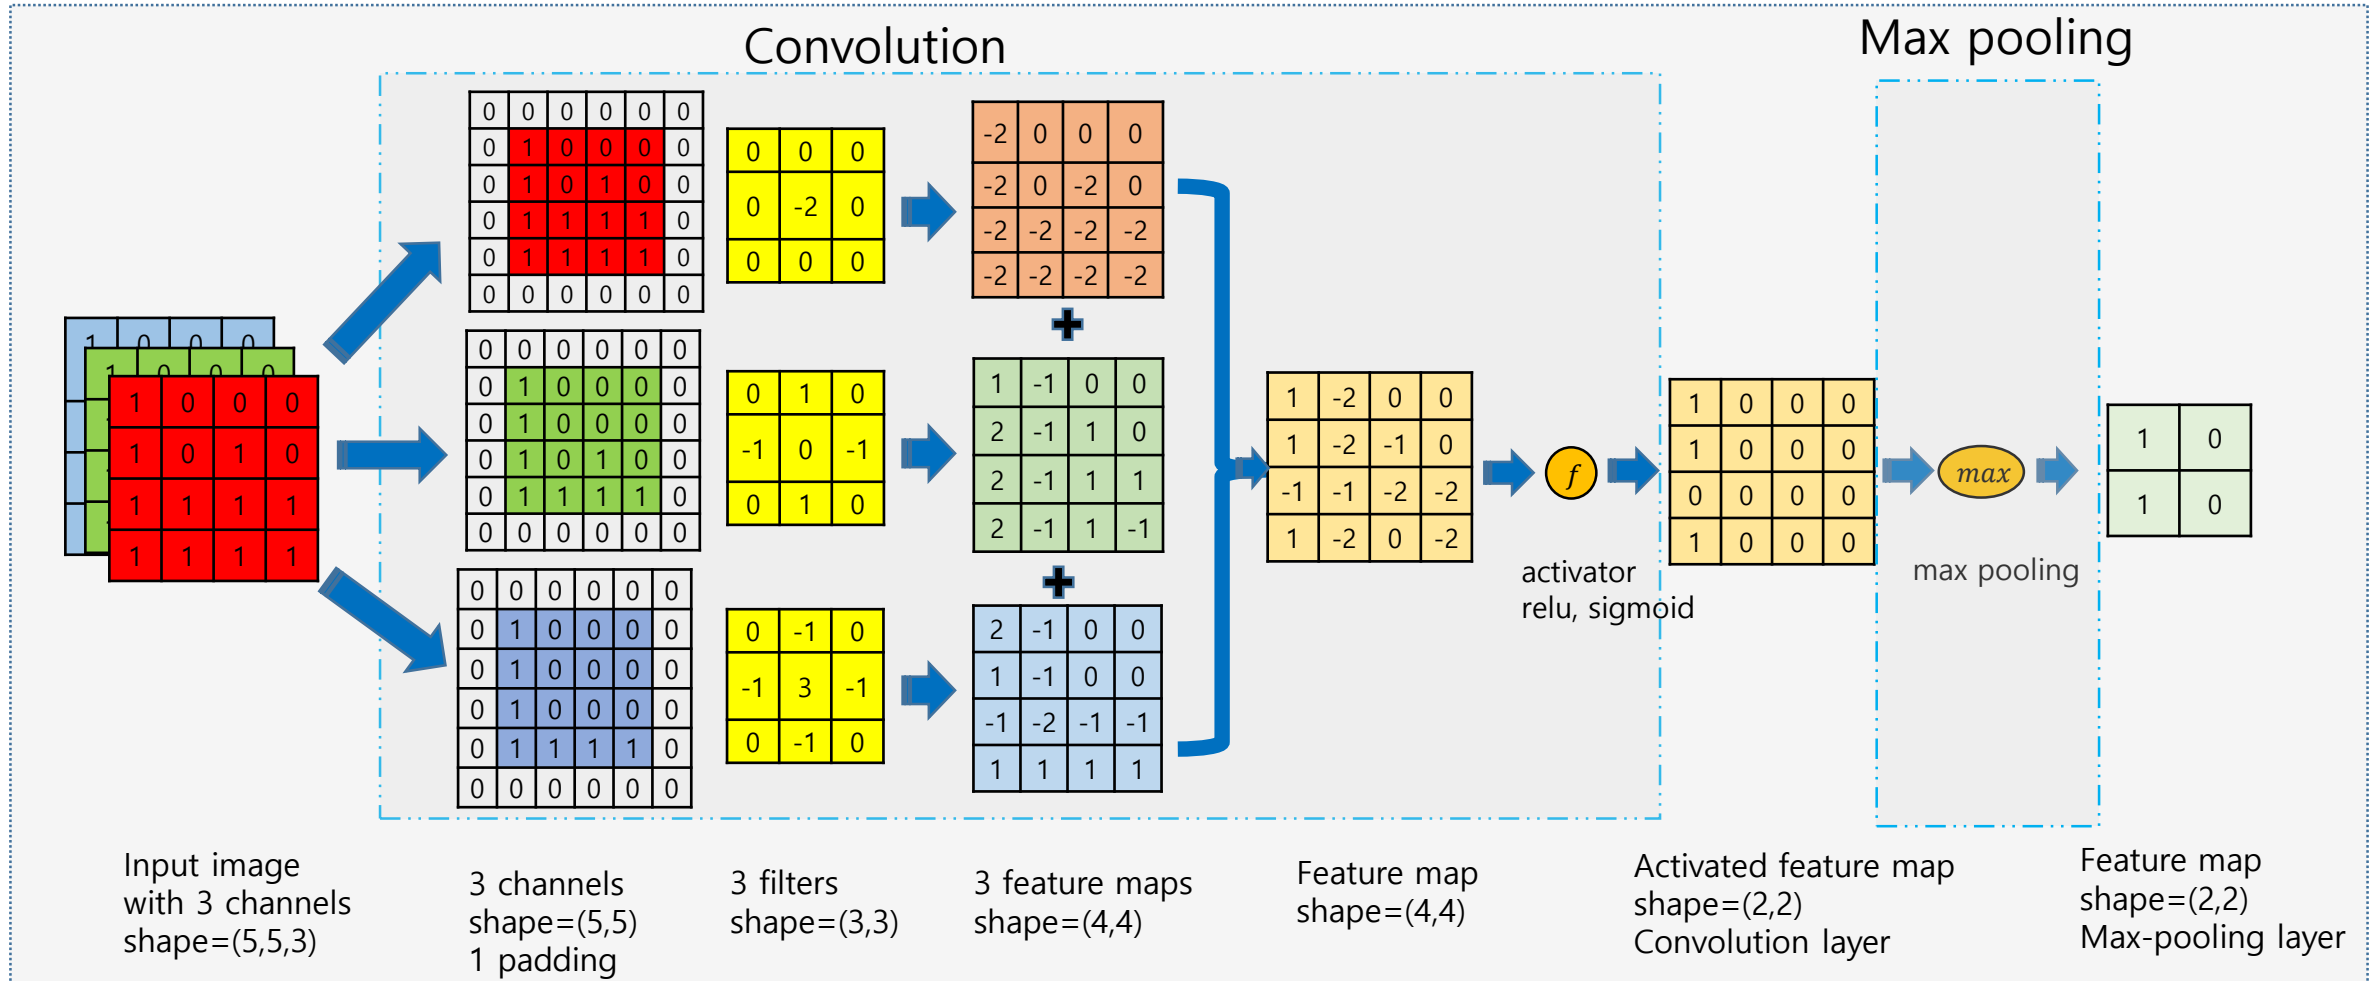 Convolution
Max pooling
0 0 0 0 0 0
0 1 0 0 0 0
0 1 0 1 0 0
0 1 1 1 1 0
0 1 1 1 1 0
0 0 0 0 0 0
0 0 0
0 -2 0
0 0 0
-2 0 0 0
-2 0 -2 0
-2 -2 -2 -2
-2 -2 -2 -2
+
1 0 0 0
1 0 0 0
1 0 0 0
1 0 1 0
1 1 1 1
1 1 1 1
0 0 0 0 0 0
0 1 0 0 0 0
0 1 0 0 0 0
0 1 0 1 0 0
0 1 1 1 1 0
0 0 0 0 0 0
0 1 0
-1 0 -1
0 1 0
1 -1 0 0
2 -1 1 0
2 -1 1 1
2 -1 1 -1
+
0 0 0 0 0 0
0 1 0 0 0 0
0 1 0 0 0 0
0 1 0 0 0 0
0 1 1 1 1 0
0 0 0 0 0 0
0 -1 0
-1 3 -1
0 -1 0
2 -1 0 0
1 -1 0 0
-1 -2 -1 -1
1 1 1 1
1 -2 0 0
1 -2 -1 0
-1 -1 -2 -2
1 -2 0 -2
f
activator
relu, sigmoid
1 0 0 0
1 0 0 0
0 0 0 0
1 0 0 0
max
max pooling
1 0
1 0
Input image
with 3 channels
shape=(5,5,3)
3 channels
shape=(5,5)
1 padding
3 filters
shape=(3,3)
3 feature maps
shape=(4,4)
Feature map
shape=(4,4)
Activated feature map
shape=(2,2)
Convolution layer
Feature map
shape=(2,2)
Max-pooling layer